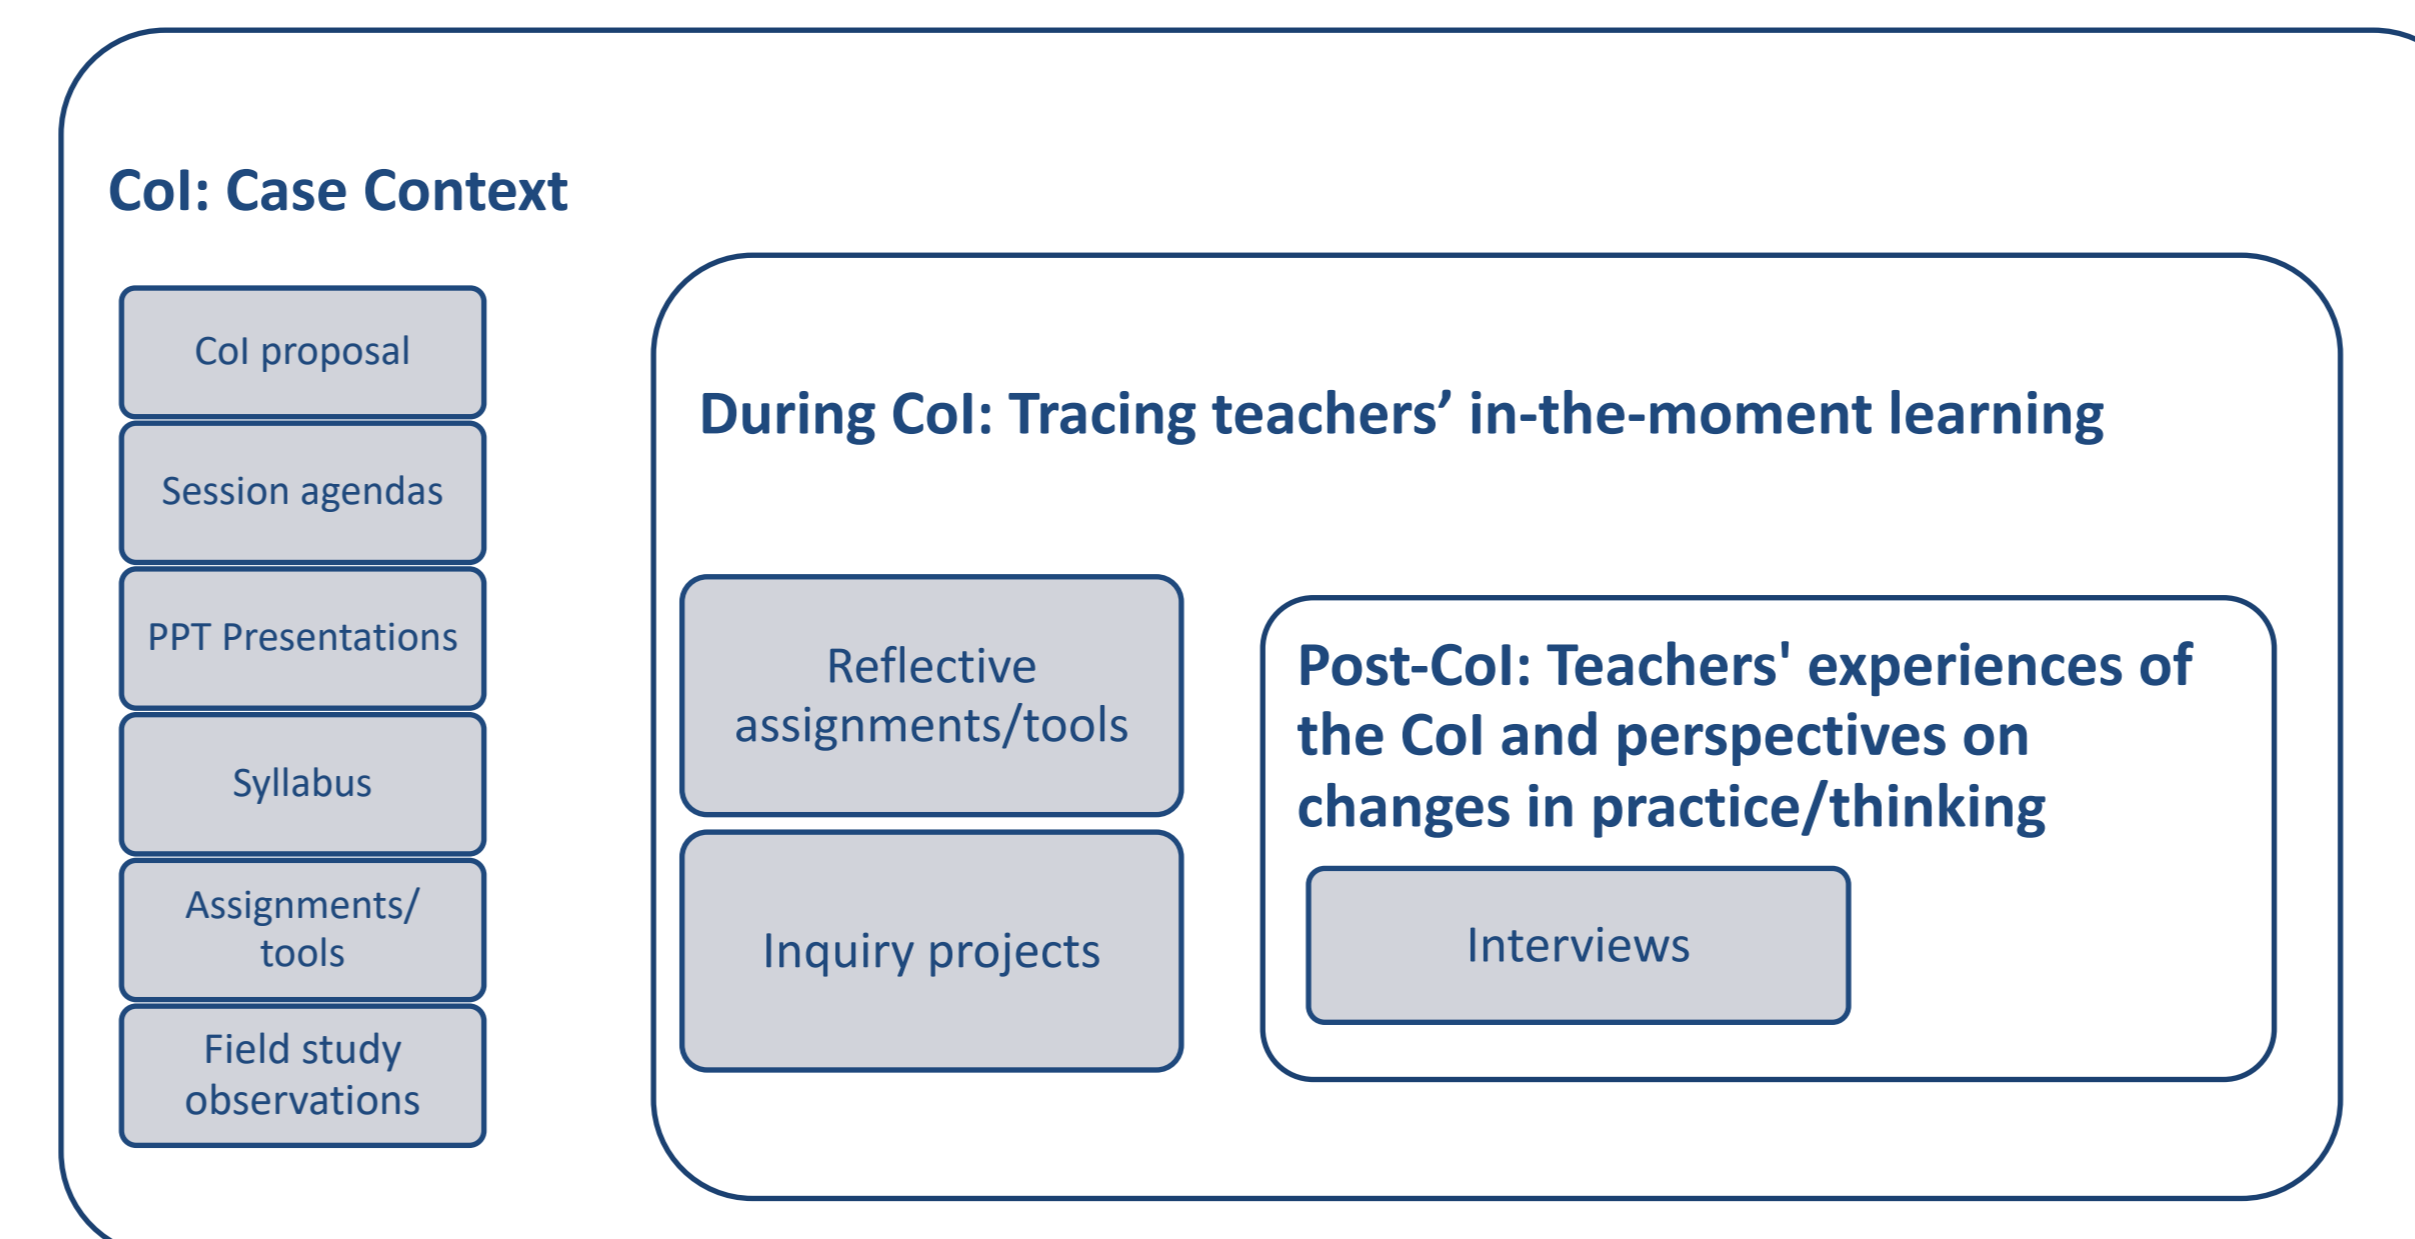 CoI: Case Context
CoI proposal
Session agendas
PPT Presentations
Syllabus
Assignments/
tools
Field study
observations
During CoI: Tracing teachers’ in-the-moment learning
Reflective
assignments/tools
Inquiry projects
Post-CoI: Teachers' experiences of
the CoI and perspectives on
changes in practice/thinking
Interviews